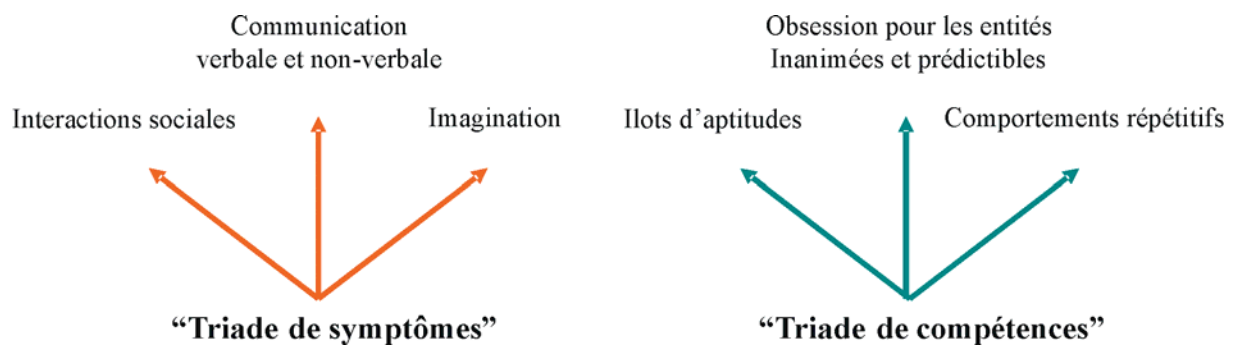 Communication
verbale et non-verbale
Interactions sociales
Imagination
“Triade de symptômes”
Obsession pour les entités
Inanimées et prédictibles
Ilots d’aptitudes
Comportements répétitifs
“Triade de compétences”